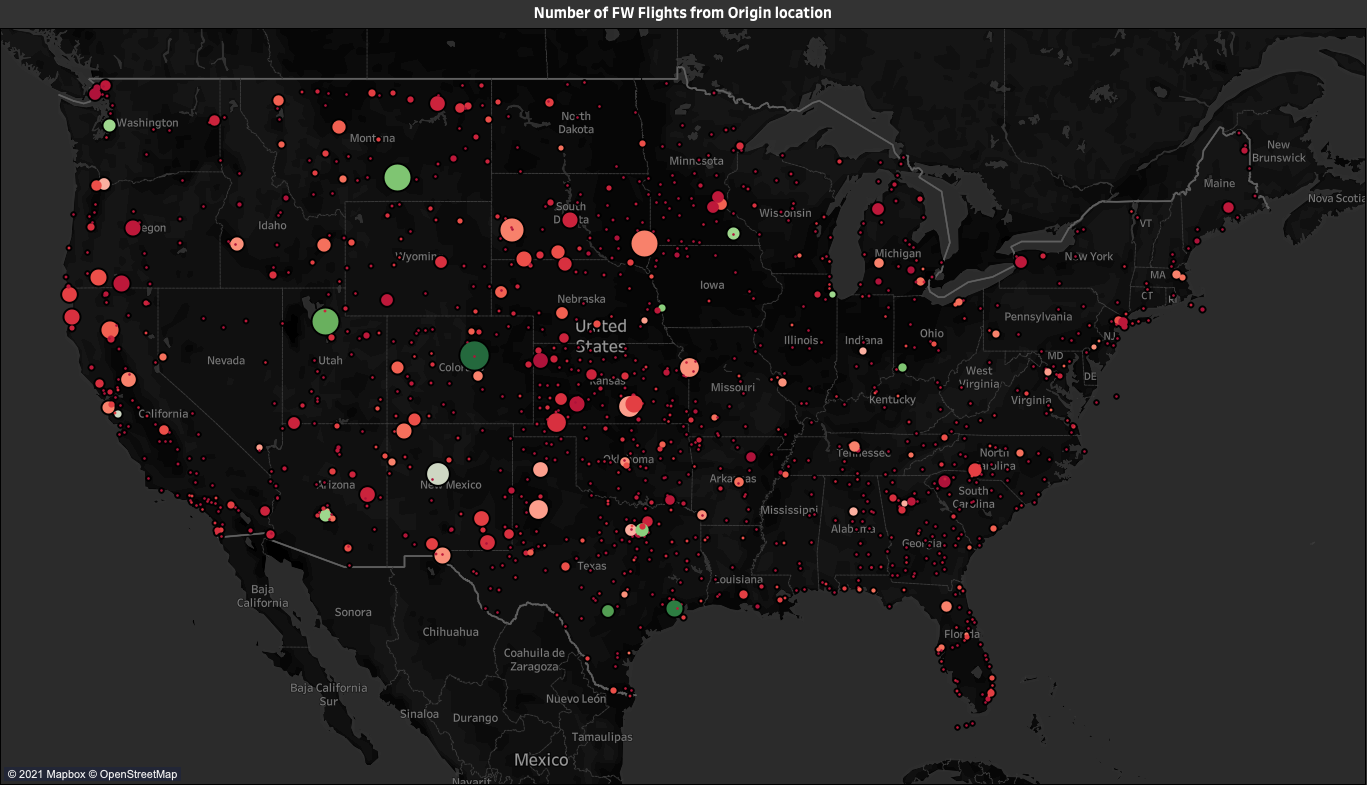 Number of FW Flights from Origin location
Washington
Montana
North
Dakota
Minnesota
New
Brunswick
Maine
Nova Scotia
South
Dakota
egon
Idaho
Wisconsin
VT
Wyoming
Michigan
New York
MA
Iowa
CT
RI
Nebraska
Pennsylvania
United
States
Nevada
Utah
Colo
Illinois
Indiana
Ohio
NJ
MD
DE
West
Virginia
Kansas
Missouri
Kentucky
Virginia
California
Tennessee
North
Carolina
Oklahoma
Arizona
New Mexico
Arkansas
South
Carolina
Mississippi
Alabama
Georgia
Texas
Louisiana
Baja
California
Sonora
Chihuahua
Florida
Coahuila de
Zaragoza
Baja California
Sur
Nuevo León
Sinaloa
Durango
Tamaulipas
Mexico
Nayarit
© 2021 Mapbox © OpenStreetMap